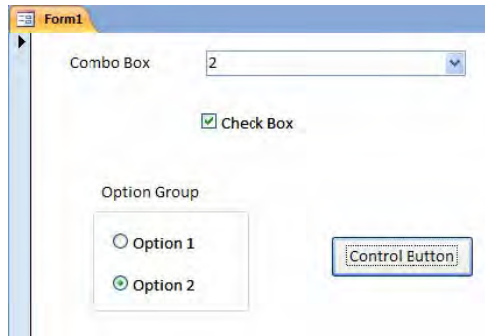 Form1
Combo Box 2
Check Box
Option Group
Option 1
Option 2
Control Button